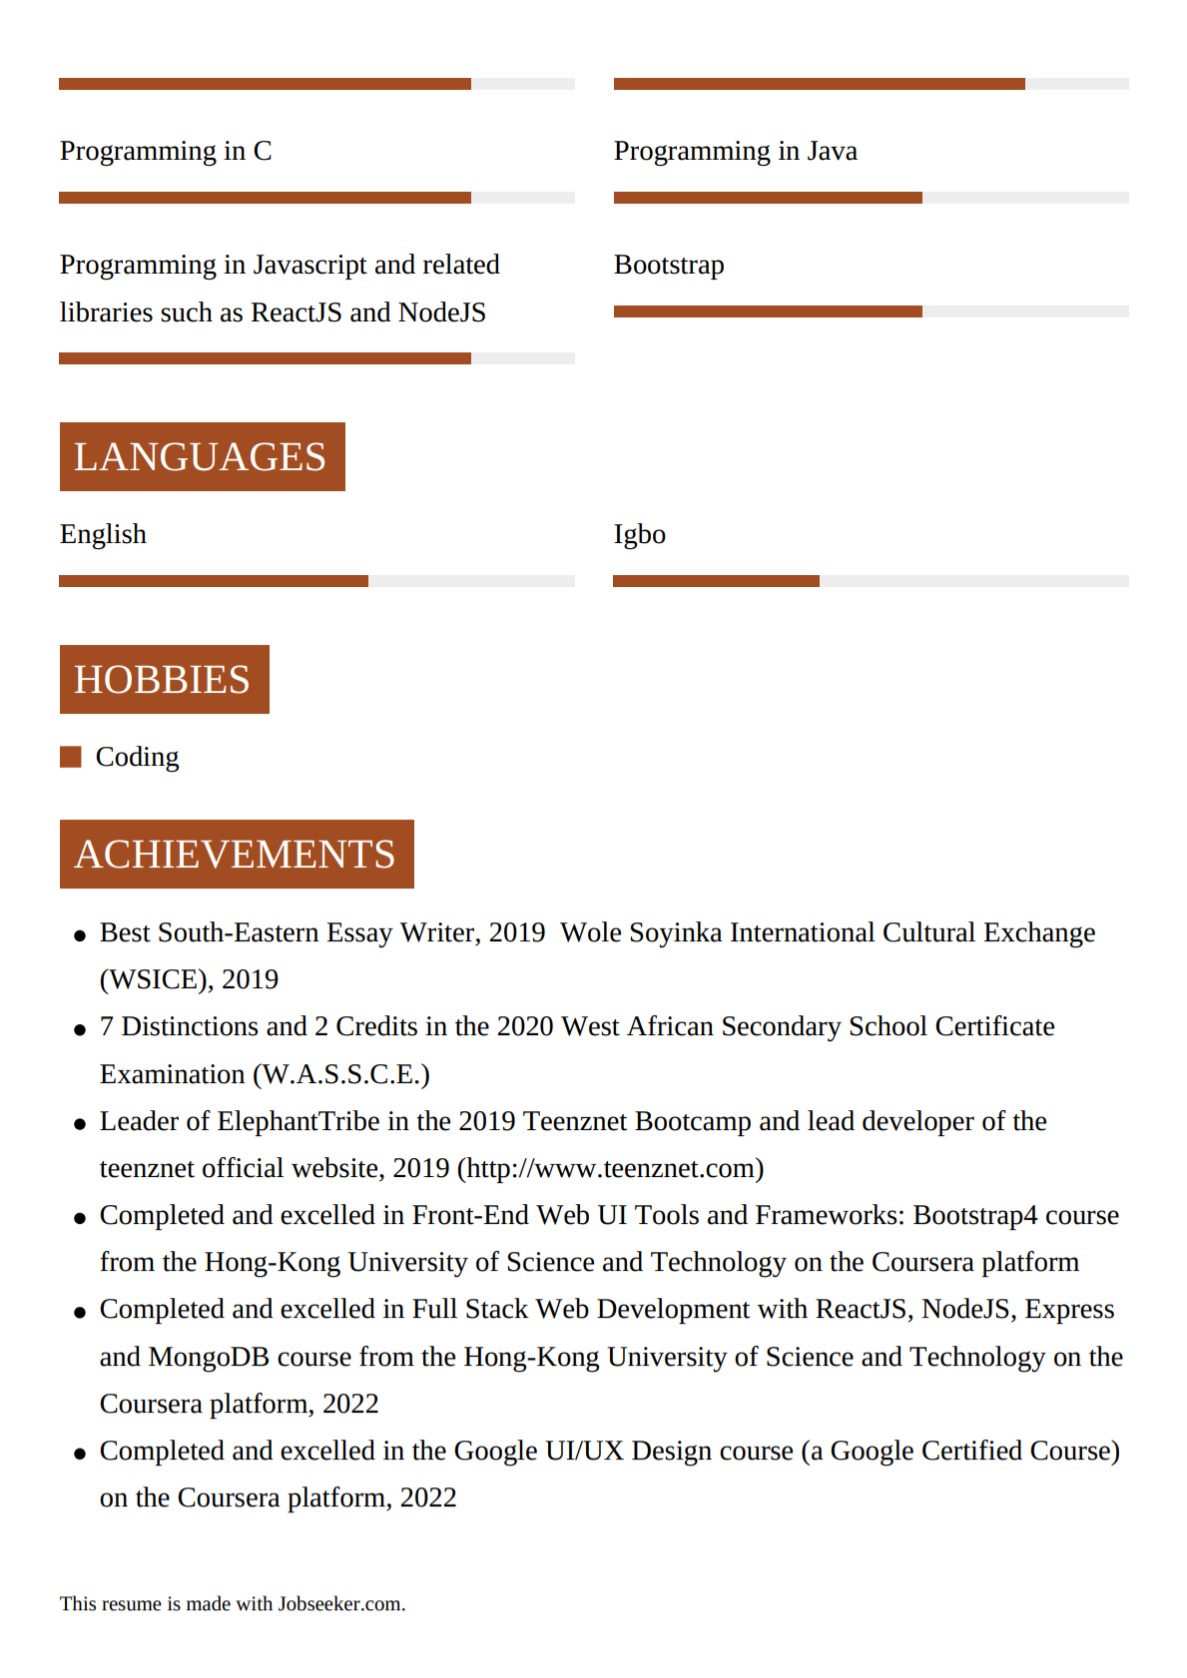 Programming in C
Programming in Java
Programming in Javascript and related
libraries such as ReactJS and NodeJS
Bootstrap
LANGUAGES
English
Igbo
HOBBIES
Coding
ACHIEVEMENTS
Best South-Eastern Essay Writer, 2019  Wole Soyinka International Cultural Exchange
(WSICE), 2019
7 Distinctions and 2 Credits in the 2020 West African Secondary School Certificate
Examination (W.A.S.S.C.E.)
Leader of ElephantTribe in the 2019 Teenznet Bootcamp and lead developer of the
teenznet official website, 2019 (http://www.teenznet.com)
Completed and excelled in Front-End Web UI Tools and Frameworks: Bootstrap4 course
from the Hong-Kong University of Science and Technology on the Coursera platform
Completed and excelled in Full Stack Web Development with ReactJS, NodeJS, Express
and MongoDB course from the Hong-Kong University of Science and Technology on the
Coursera platform, 2022
Completed and excelled in the Google UI/UX Design course (a Google Certified Course)
on the Coursera platform, 2022
This resume is made with Jobseeker.com.